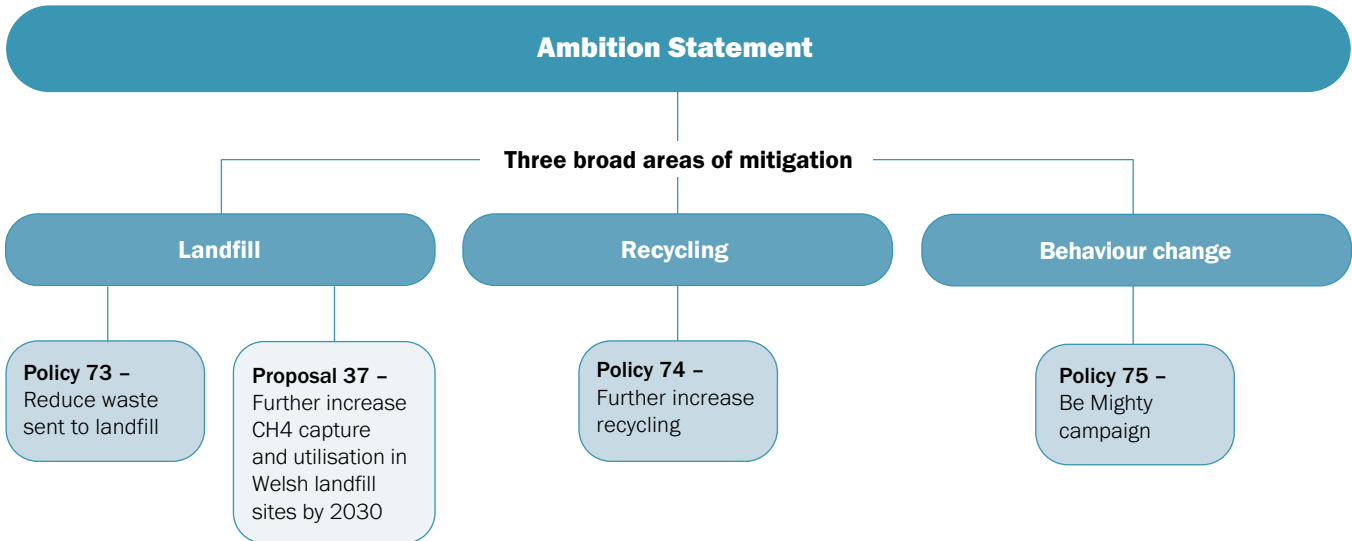 Ambition Statement
Three broad areas of mitigation
Landfill
Recycling
Behaviour change
Policy 73 –
Reduce waste
sent to landfill
Proposal 37 –
Further increase
CH4 capture
and utilisation in
Welsh landfill
sites by 2030
Policy 74 –
Further increase
recycling
Policy 75 –
Be Mighty
campaign